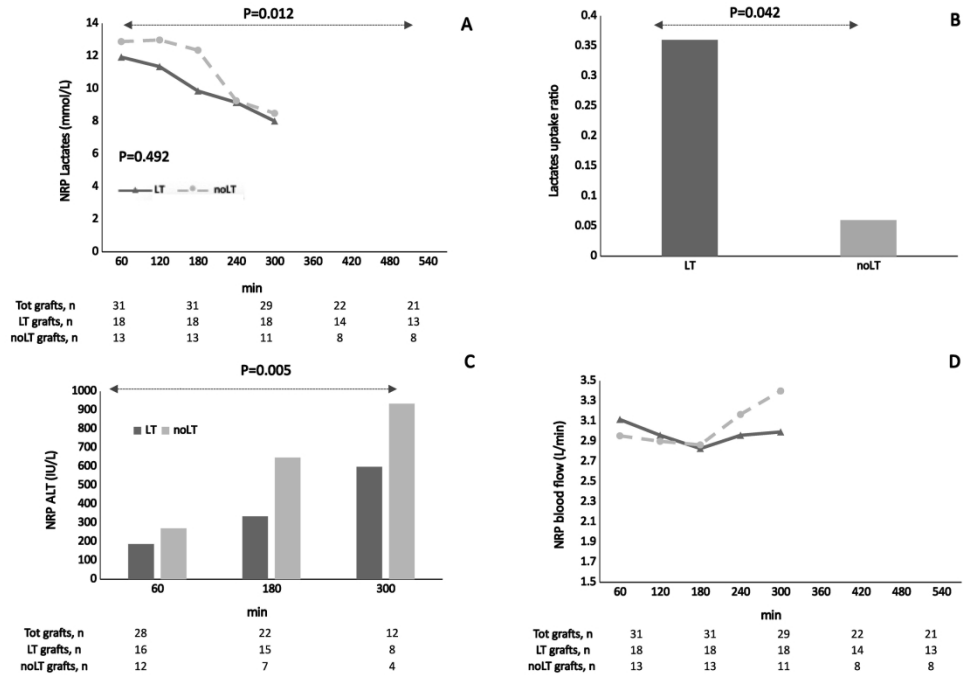 A
P=0.012
14
12
10
8
6
4
2
0
NRP Lactates (mmol/L)
P=0.492
LT noLT
60 120 180 240 300 360 420 480 540
min
Tot grafts, n 31 31 29 22 21
LT grafts, n 18 18 18 14 13
noLT grafts, n 13 13 11 8 8
B
P=0.042
0.4
0.35
0.3
0.25
0.2
0.15
0.1
0.05
0
Lactates uptake ratio
LT noLT
C
P=0.005
1000
900
800
700
600
500
400
300
200
100
0
NRP ALT (IU/L)
LT noLT
60 180 300
min
Tot grafts, n 28 22 12
LT grafts, n 16 15 8
noLT grafts, n 12 7 4
D
3.5
3.3
3.1
2.9
2.7
2.5
2.3
2.1
1.9
1.7
1.5
NRP blood flow (L/min)
60 120 180 240 300 360 420 480 540
min
Tot grafts, n 31 31 29 22 21
LT grafts, n 18 18 18 14 13
noLT grafts, n 13 13 11 8 8